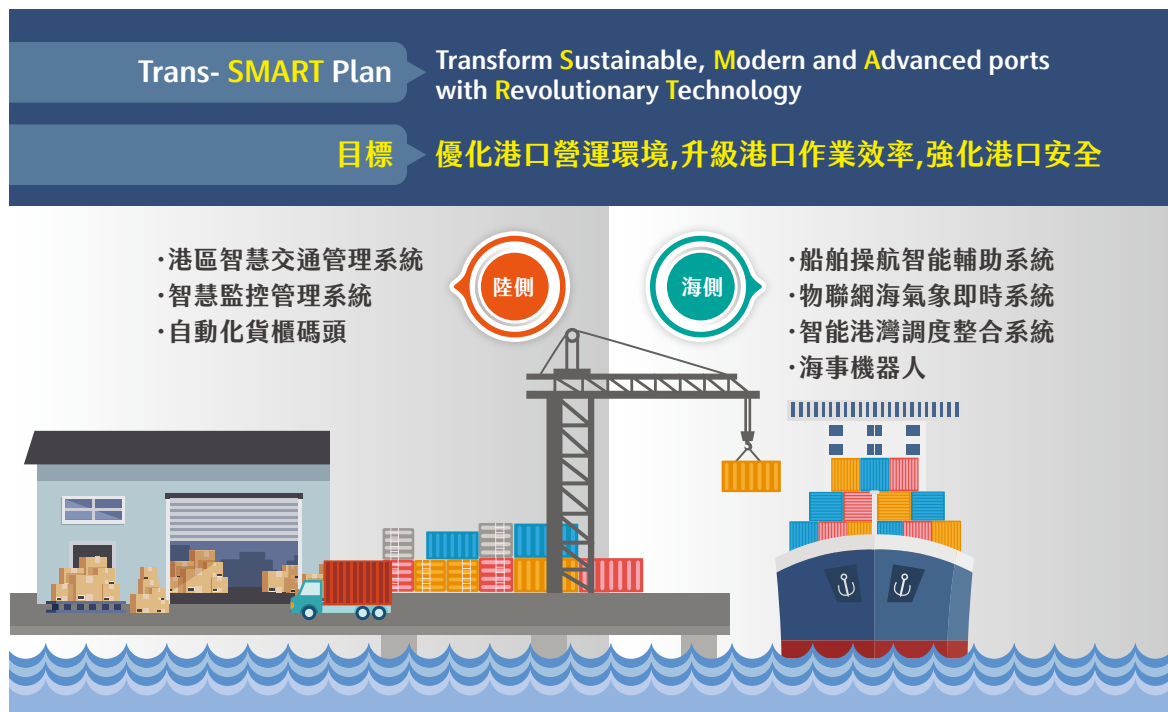 Trans- SMART Plan
Transform Sustainable, Modern and Advanced ports
with Revolutionary Technology
目標
優化港口營運環境,升級港口作業效率,強化港口安全
·港區智慧交通管理系統
·智慧監控管理系統
·自動化貨櫃碼頭
陸側
海側
·船舶操航智能輔助系統
·物聯網海氣象即時系統
·智能港灣調度整合系統
·海事機器人